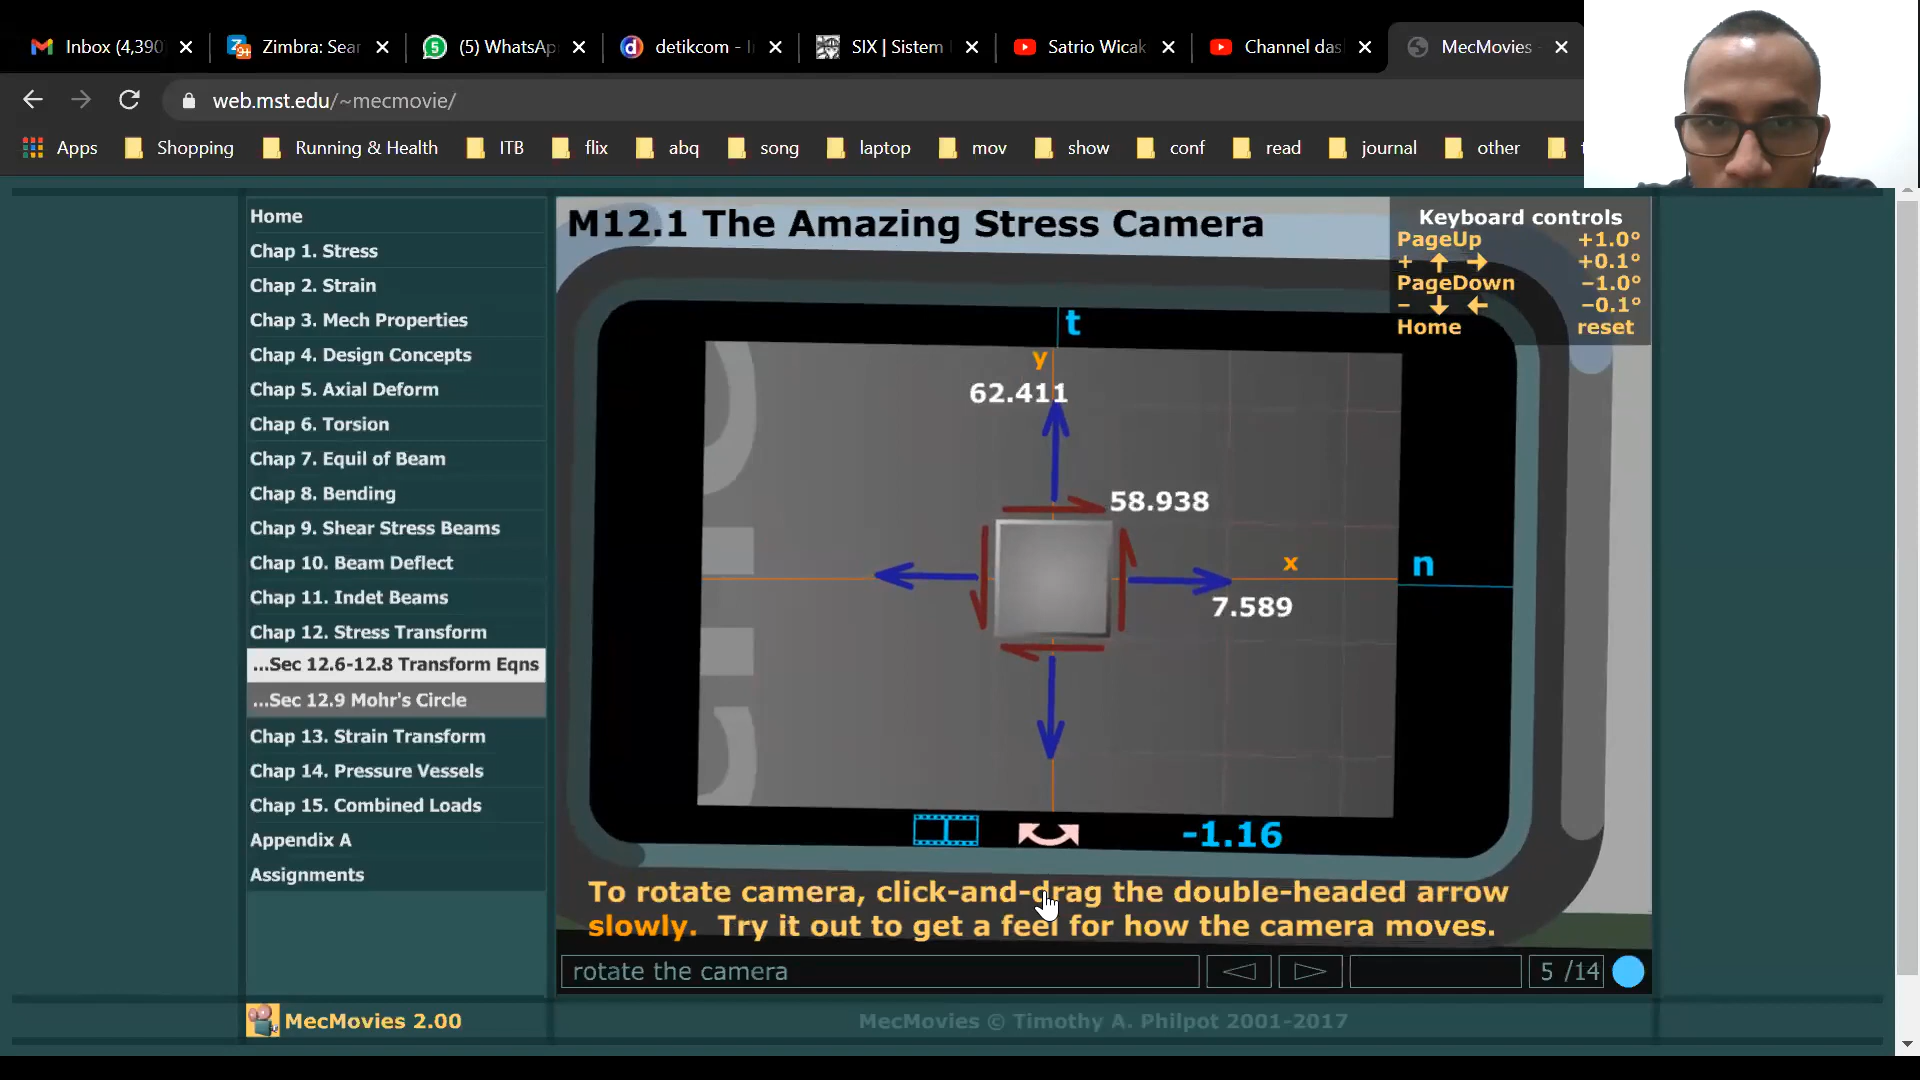 Inbox (4,390
Zimbra: Sear
(5) WhatsAp
detikcom - I
SIX | Sistem
Satrio Wicak
Channel das
MecMovies -
web.mst.edu/~mecmovie/
Apps
Shopping
Running & Health
ITB
flix
abq
song
laptop
mov
show
conf
read
journal
other
Home
Chap 1. Stress
Chap 2. Strain
Chap 3. Mech Properties
Chap 4. Design Concepts
Chap 5. Axial Deform
Chap 6. Torsion
Chap 7. Equil of Beam
Chap 8. Bending
Chap 9. Shear Stress Beams
Chap 10. Beam Deflect
Chap 11. Indet Beams
Chap 12. Stress Transform
...Sec 12.6-12.8 Transform Eqns
...Sec 12.9 Mohr's Circle
Chap 13. Strain Transform
Chap 14. Pressure Vessels
Chap 15. Combined Loads
Appendix A
Assignments
MecMovies 2.00
M12.1 The Amazing Stress Camera
Keyboard controls
PageUp +1.0°
+ ↑ → +0.1°
PageDown −1.0°
− ↓ ← −0.1°
Home reset
t
y
62.411
58.938
x
n
7.589
-1.16
To rotate camera, click-and-drag the double-headed arrow
slowly. Try it out to get a feel for how the camera moves.
rotate the camera
5 /14
MecMovies © Timothy A. Philpot 2001-2017